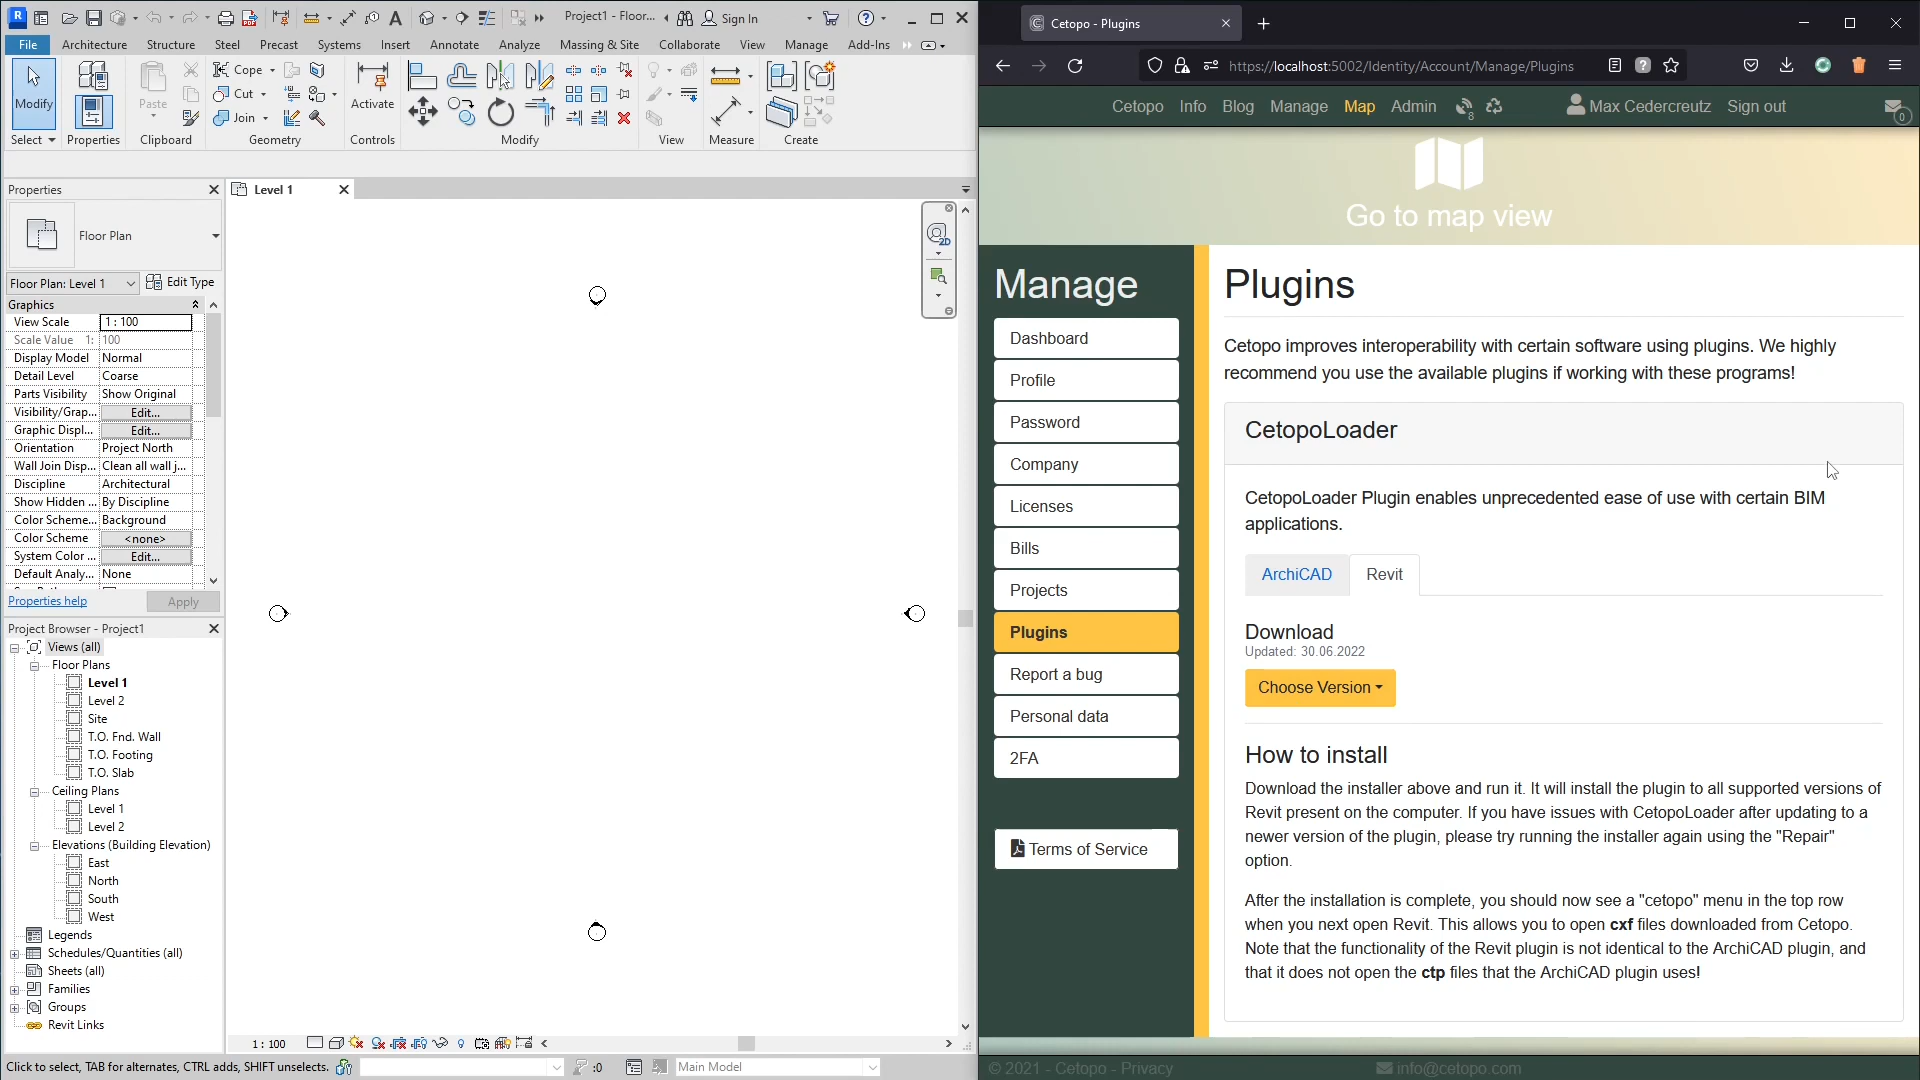 Project1 - Floor...
Sign In
File
Architecture
Structure
Steel
Precast
Systems
Insert
Annotate
Analyze
Massing & Site
Collaborate
View
Manage
Add-Ins
Modify
Paste
Cope
Cut
Join
Activate
Select
Properties
Clipboard
Geometry
Controls
Modify
View
Measure
Create
Properties
Floor Plan
Floor Plan: Level 1
Edit Type
Graphics
View Scale 1 : 100
Scale Value 1: 100
Display Model Normal
Detail Level Coarse
Parts Visibility Show Original
Visibility/Grap... Edit...
Graphic Displ... Edit...
Orientation Project North
Wall Join Disp... Clean all wall j...
Discipline Architectural
Show Hidden ... By Discipline
Color Scheme... Background
Color Scheme <none>
System Color ... Edit...
Default Analy... None
Properties help
Apply
Project Browser - Project1
Views (all)
Floor Plans
Level 1
Level 2
Site
T.O. Fnd. Wall
T.O. Footing
T.O. Slab
Ceiling Plans
Level 1
Level 2
Elevations (Building Elevation)
East
North
South
West
Legends
Schedules/Quantities (all)
Sheets (all)
Families
Groups
Revit Links
Level 1
2D
1 : 100
Click to select, TAB for alternates, CTRL adds, SHIFT unselects.
:0
Main Model
Cetopo - Plugins
https://localhost:5002/Identity/Account/Manage/Plugins
Cetopo
Info
Blog
Manage
Map
Admin
8
Max Cedercreutz
Sign out
0
Go to map view
Manage
Dashboard
Profile
Password
Company
Licenses
Bills
Projects
Plugins
Report a bug
Personal data
2FA
Terms of Service
Plugins
Cetopo improves interoperability with certain software using plugins. We highly
recommend you use the available plugins if working with these programs!
CetopoLoader
CetopoLoader Plugin enables unprecedented ease of use with certain BIM
applications.
ArchiCAD
Revit
Download
Updated: 30.06.2022
Choose Version
How to install
Download the installer above and run it. It will install the plugin to all supported versions of
Revit present on the computer. If you have issues with CetopoLoader after updating to a
newer version of the plugin, please try running the installer again using the "Repair"
option.
After the installation is complete, you should now see a "cetopo" menu in the top row
when you next open Revit. This allows you to open cxf files downloaded from Cetopo.
Note that the functionality of the Revit plugin is not identical to the ArchiCAD plugin, and
that it does not open the ctp files that the ArchiCAD plugin uses!
© 2021 - Cetopo - Privacy
info@cetopo.com